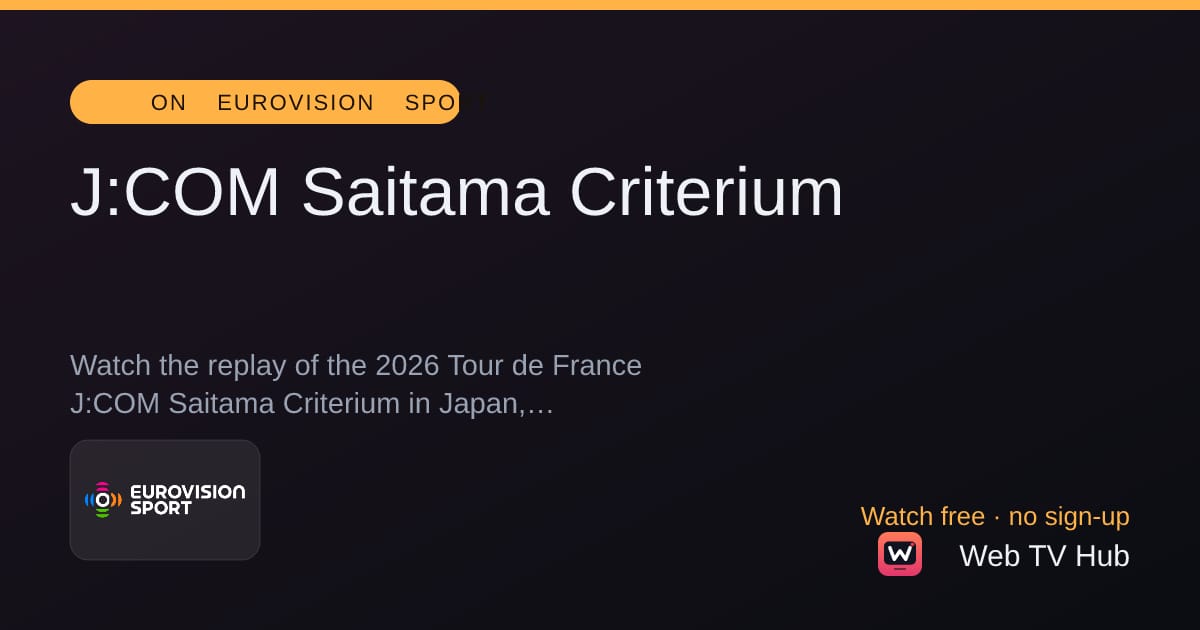 ON EUROVISION SPORT
J:COM Saitama Criterium
Watch the replay of the 2026 Tour de France
J:COM Saitama Criterium in Japan,…
EUROVISION
SPORT
Watch free · no sign-up
W
Web TV Hub